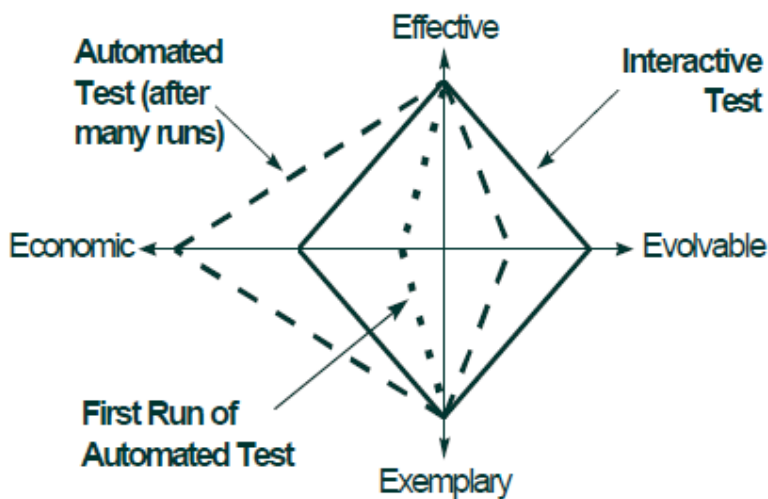 Effective
Automated
Test (after
many runs)
Interactive
Test
Economic
Evolvable
First Run of
Automated Test
Exemplary